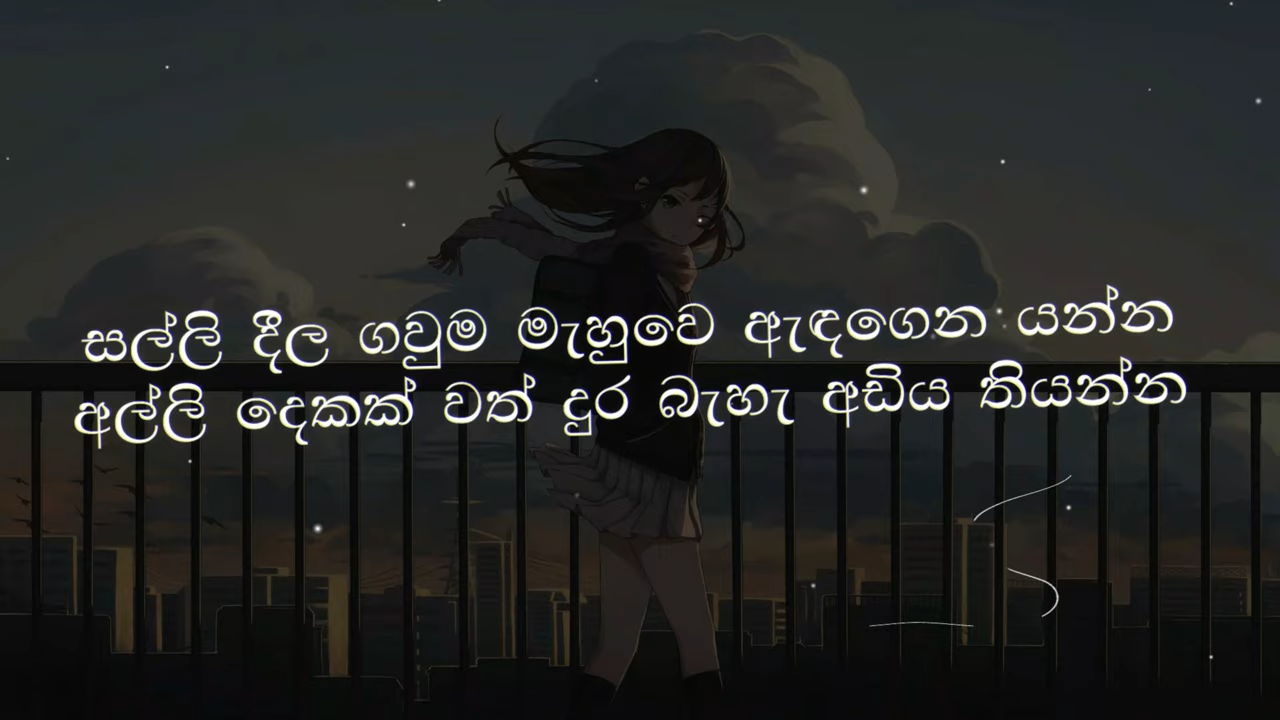 සල්ලි දීල ගවුම මැහුවෙ ඇඳගෙන යන්න
අල්ලි දෙකක් වත් දුර බැහැ අඩිය තියන්න